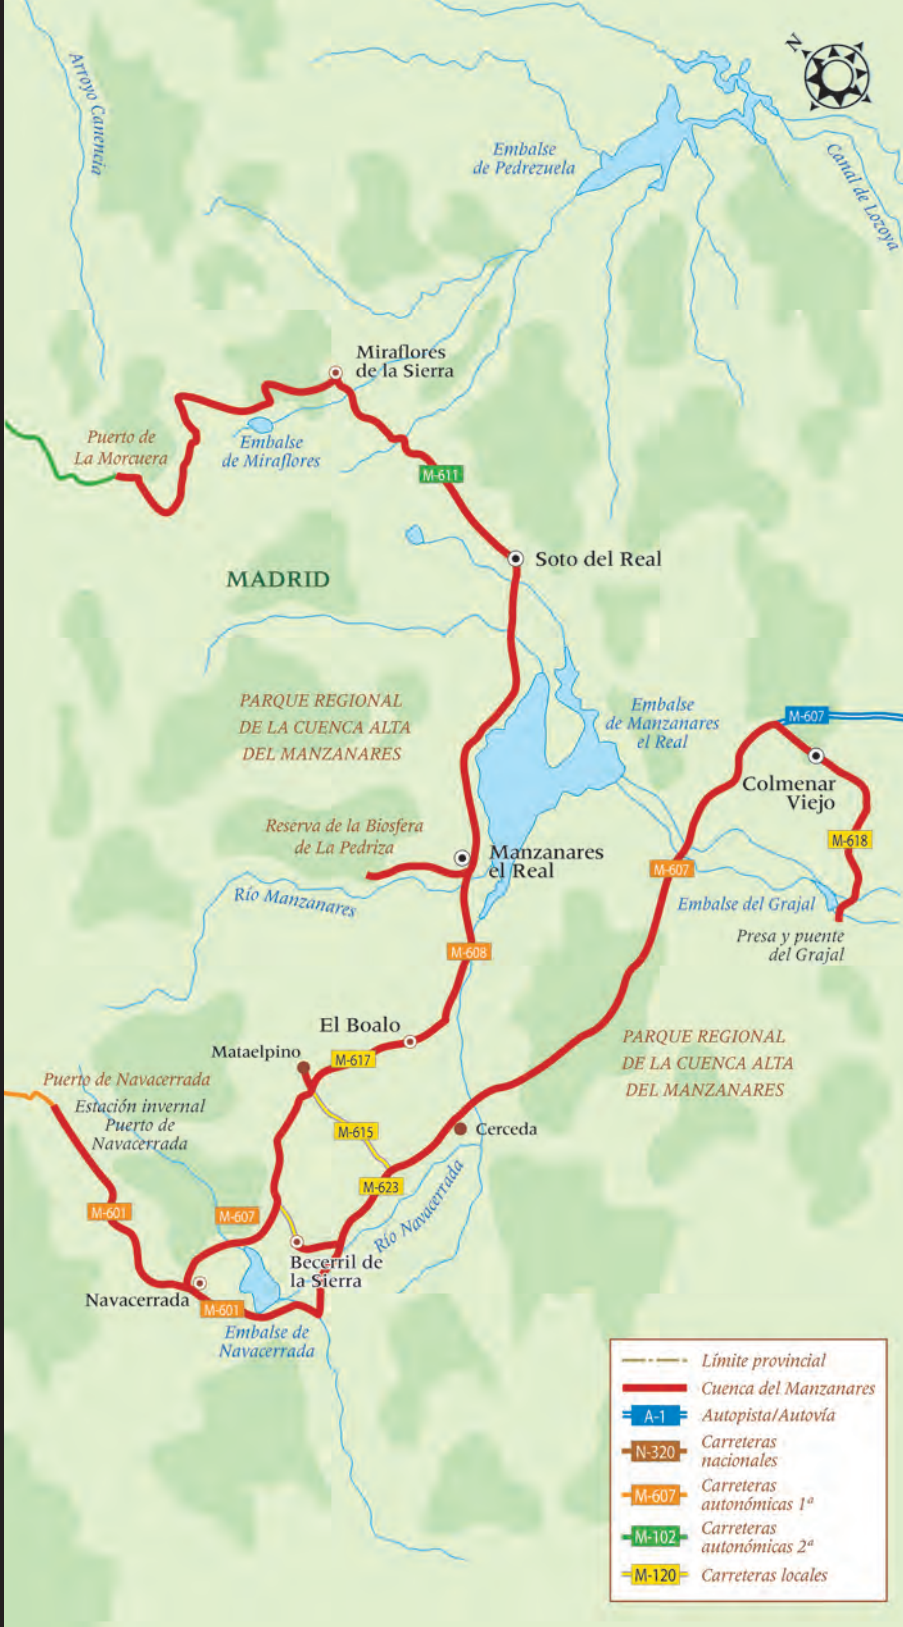 N
Arroyo Canencia
Embalse
de Pedrezuela
Canal de Lozoya
Miraflores
de la Sierra
Puerto de
La Morcuera
Embalse
de Miraflores
M-611
Soto del Real
MADRID
PARQUE REGIONAL
DE LA CUENCA ALTA
DEL MANZANARES
Embalse
de Manzanares
el Real
M-607
Colmenar
Viejo
Reserva de la Biosfera
de La Pedriza
Manzanares
el Real
M-618
M-607
Río Manzanares
Embalse del Grajal
Presa y puente
del Grajal
M-608
El Boalo
Mataelpino
M-617
PARQUE REGIONAL
DE LA CUENCA ALTA
DEL MANZANARES
Puerto de Navacerrada
Estación invernal
Puerto de
Navacerrada
M-615
Cerceda
M-623
M-601
M-607
Río Navacerrada
Becerril de
la Sierra
Navacerrada
M-601
Embalse de
Navacerrada
Límite provincial
Cuenca del Manzanares
A-1
Autopista/Autovía
N-320
Carreteras
nacionales
M-607
Carreteras
autonómicas 1ª
M-102
Carreteras
autonómicas 2ª
M-120
Carreteras locales